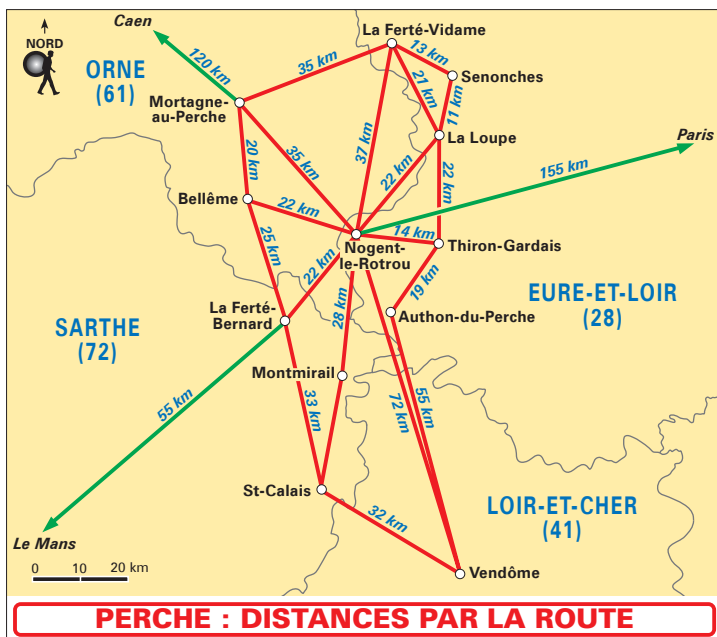 Caen
NORD
ORNE
(61)
120 km
La Ferté-Vidame
13 km
Senonches
35 km
21 km
11 km
Mortagne-
au-Perche
La Loupe
Paris
37 km
35 km
20 km
22 km
22 km
155 km
Bellême
22 km
14 km
Nogent-
le-Rotrou
Thiron-Gardais
25 km
22 km
19 km
EURE-ET-LOIR
(28)
La Ferté-
Bernard
Authon-du-Perche
SARTHE
(72)
28 km
Montmirail
55 km
33 km
72 km
55 km
St-Calais
32 km
LOIR-ET-CHER
(41)
Le Mans
Vendôme
0 10 20 km
PERCHE : DISTANCES PAR LA ROUTE